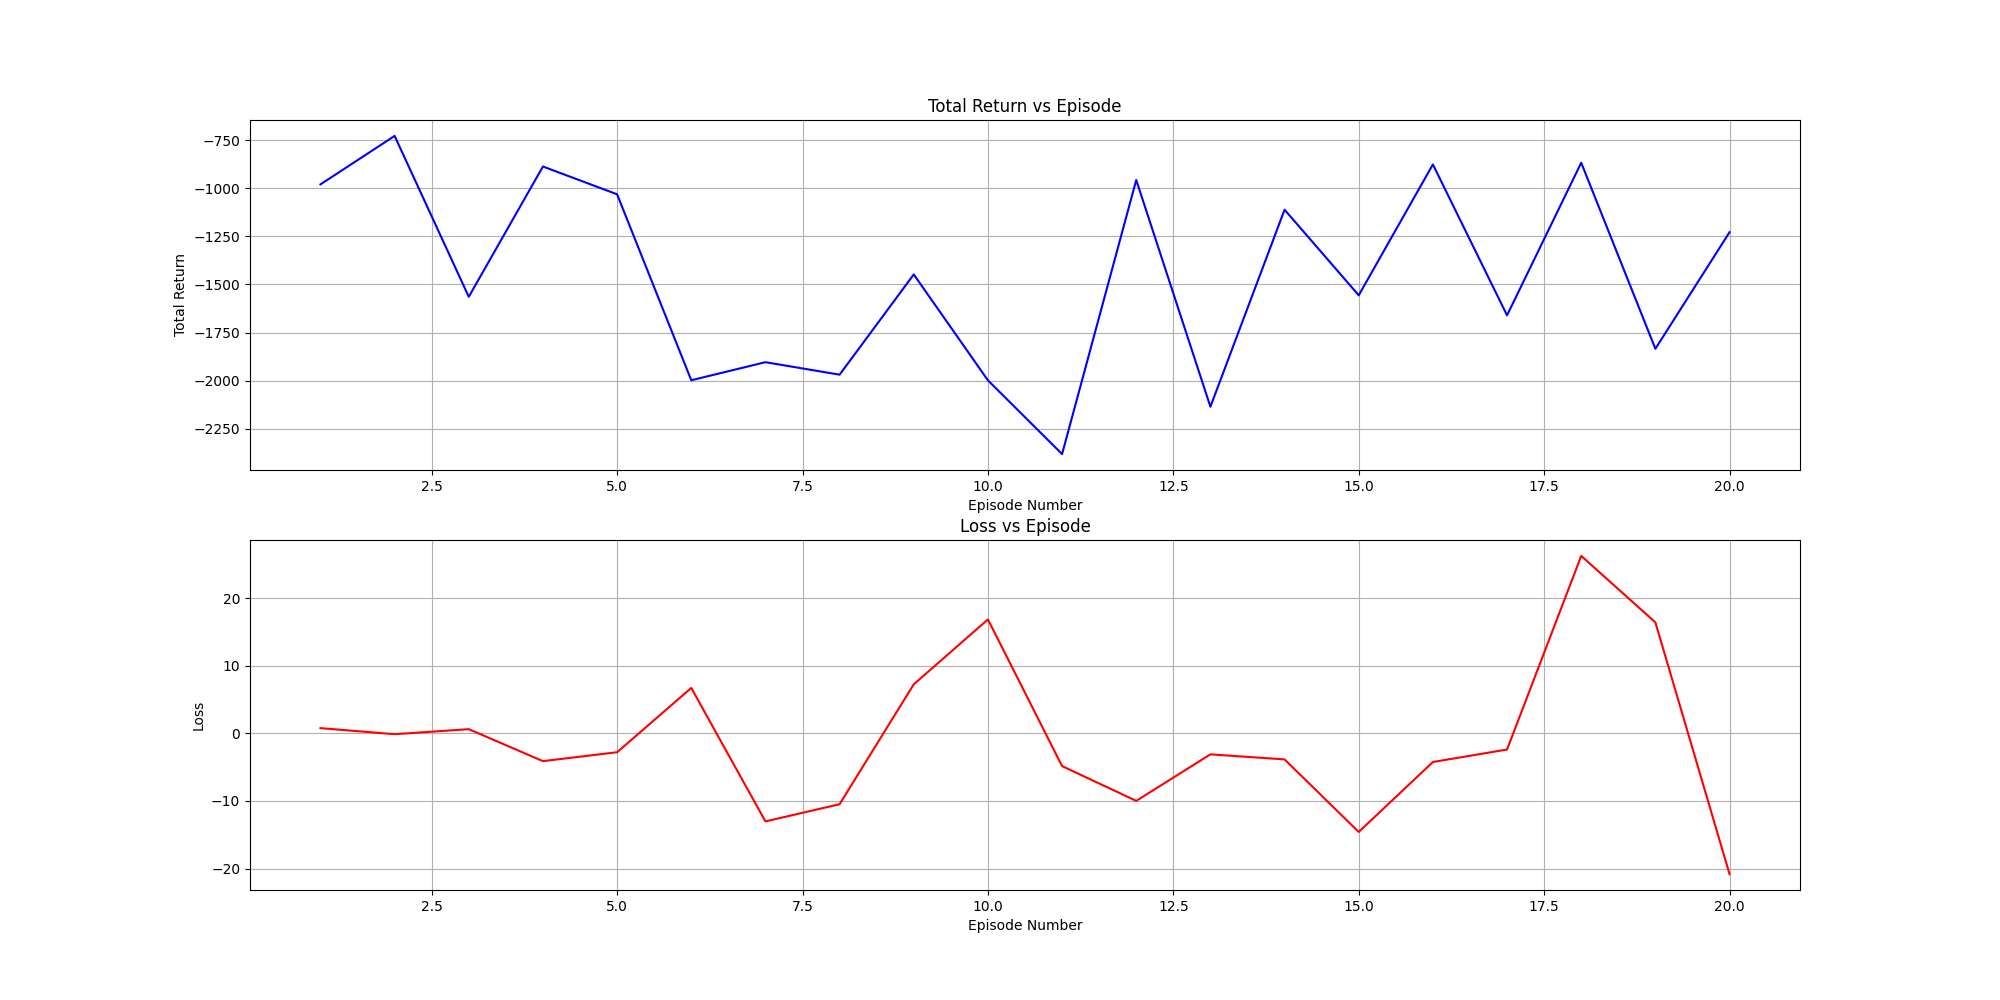 Total Return vs Episode
−750
−1000
−1250
−1500
−1750
−2000
−2250
Total Return
2.5 5.0 7.5 10.0 12.5 15.0 17.5 20.0
Episode Number
Loss vs Episode
20
10
0
−10
−20
Loss
2.5 5.0 7.5 10.0 12.5 15.0 17.5 20.0
Episode Number